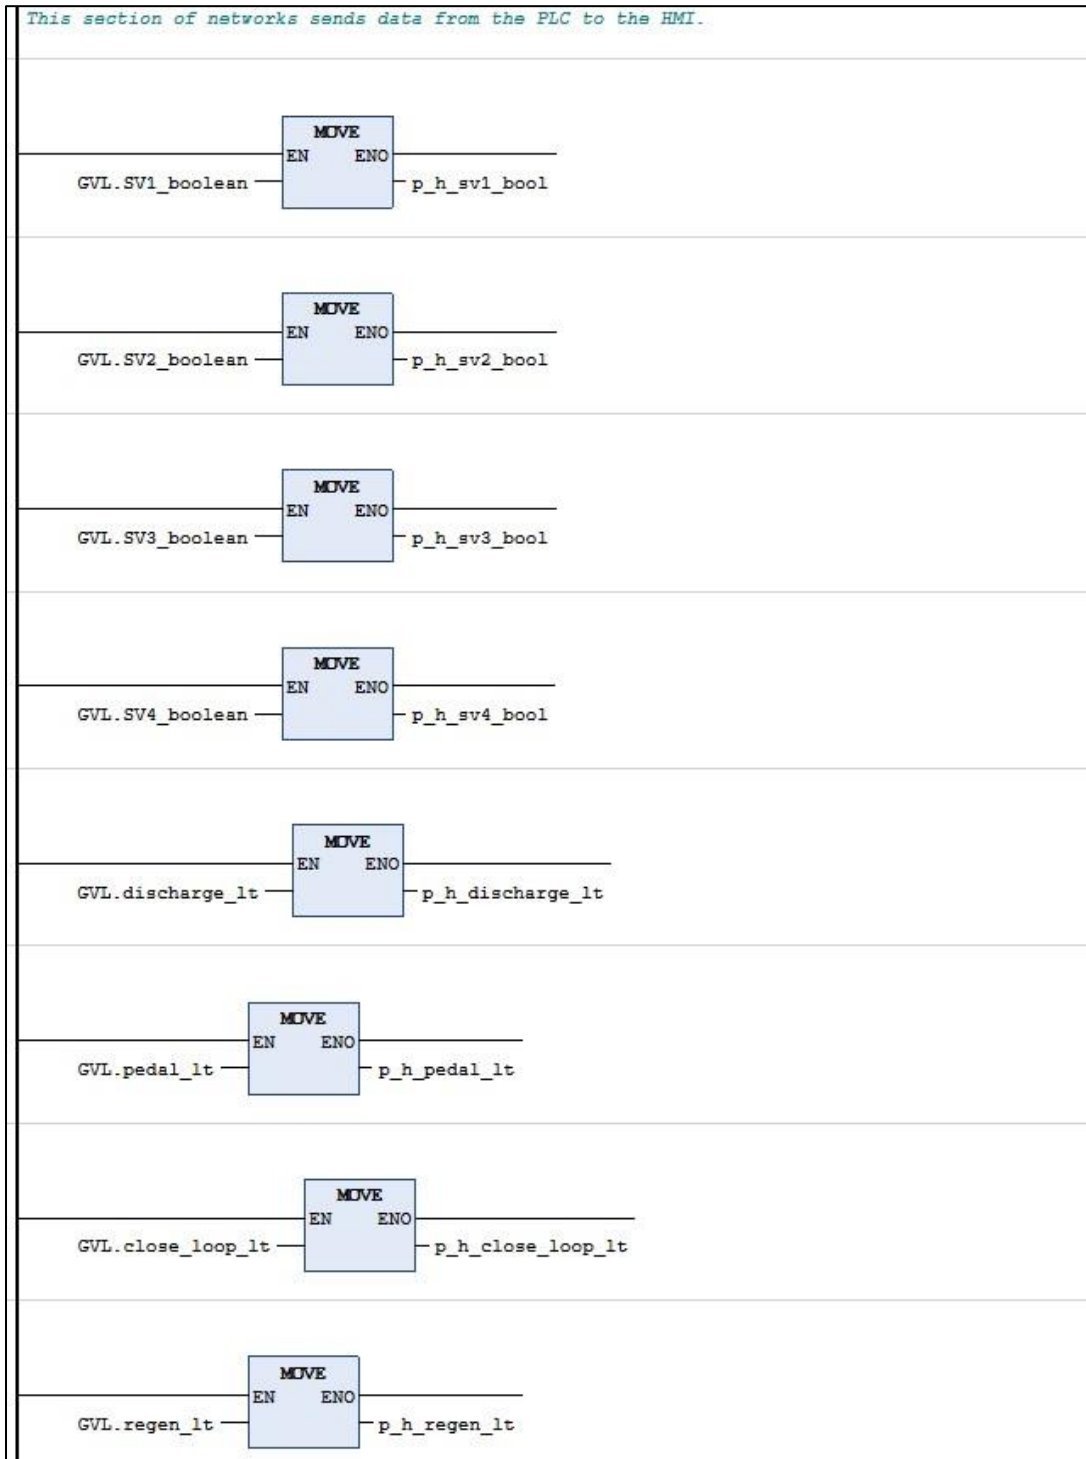 This section of networks sends data from the PLC to the HMI.
MOVE
EN ENO
GVL.SV1_boolean p_h_sv1_bool
MOVE
EN ENO
GVL.SV2_boolean p_h_sv2_bool
MOVE
EN ENO
GVL.SV3_boolean p_h_sv3_bool
MOVE
EN ENO
GVL.SV4_boolean p_h_sv4_bool
MOVE
EN ENO
GVL.discharge_lt p_h_discharge_lt
MOVE
EN ENO
GVL.pedal_lt p_h_pedal_lt
MOVE
EN ENO
GVL.close_loop_lt p_h_close_loop_lt
MOVE
EN ENO
GVL.regen_lt p_h_regen_lt